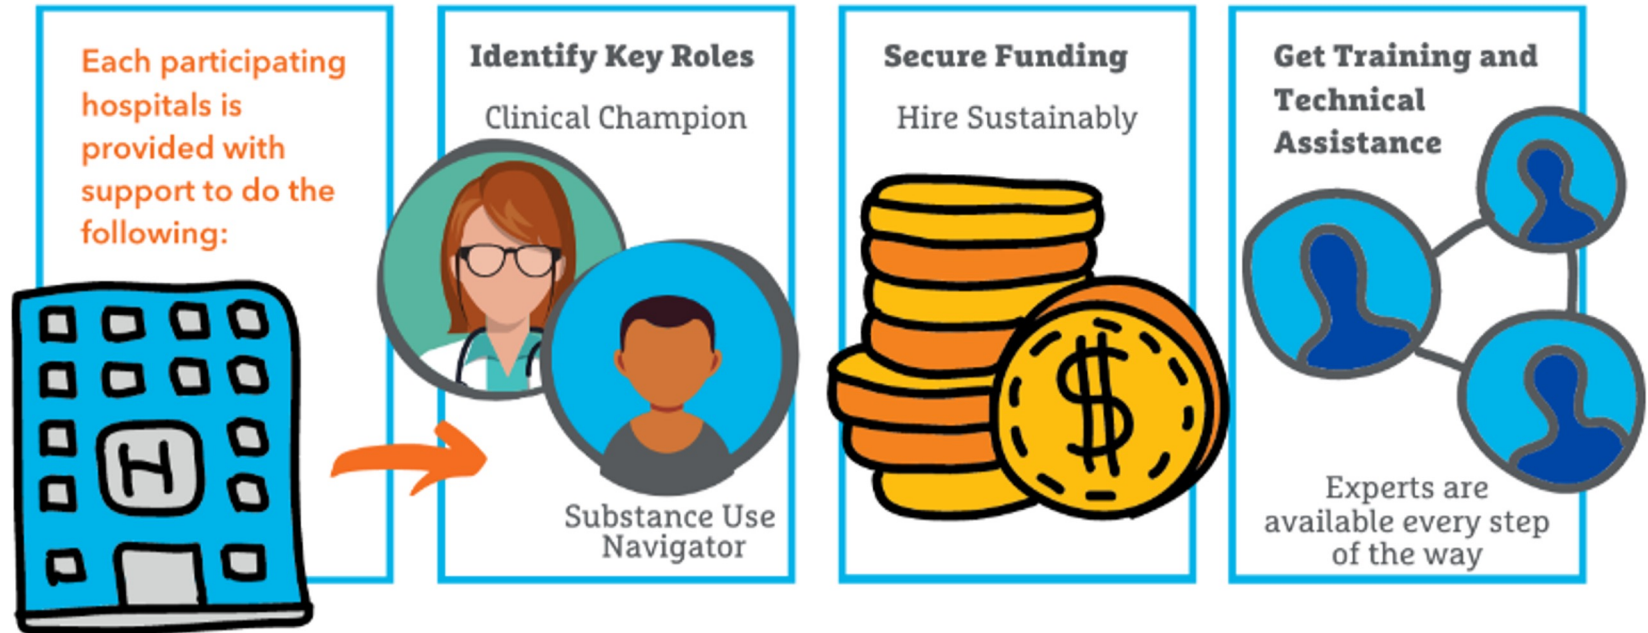 Each participating
hospitals is
provided with
support to do the
following:
H
Identify Key Roles
Clinical Champion
Substance Use
Navigator
Secure Funding
Hire Sustainably
$
Get Training and
Technical
Assistance
Experts are
available every step
of the way